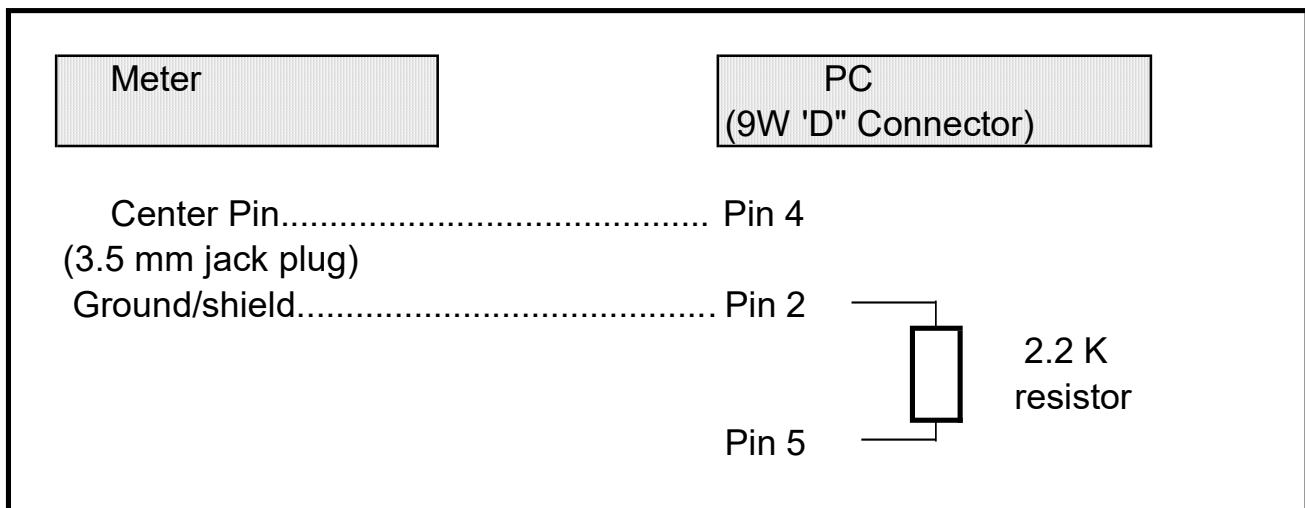 Meter
PC
(9W 'D" Connector)
Center Pin............................................ Pin 4
(3.5 mm jack plug)
Ground/shield........................................... Pin 2
2.2 K
resistor
Pin 5